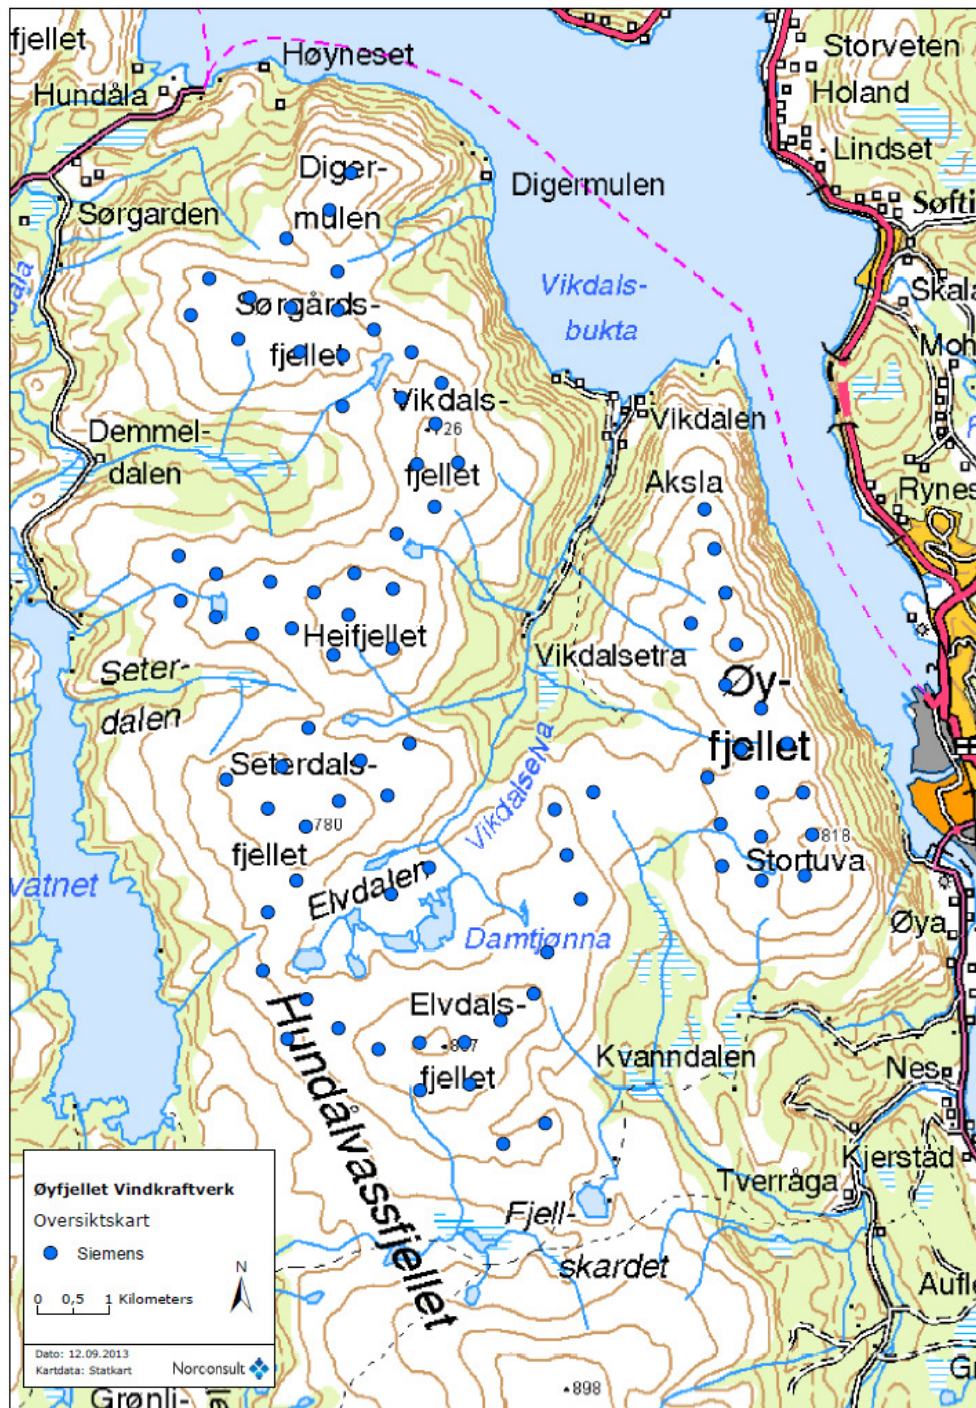 fjellet
Høyneset
Storveten
Hundåla
Holand
Lindset
Diger-
mulen
Digermulen
Sørgarden
Søfti
Skala
Vikdals-
bukta
Sørgårds-
fjellet
Moh
Vikdals-
726
fjellet
Vikdalen
Demmel-
dalen
Aksla
Rynes
Heifjellet
Vikdalsetra
Seter-
dalen
Øy-
fjellet
Seterdals-
780
fjellet
Vikdalselva
818
Stortuva
Elvdalen
vatnet
Damtjønna
Øya
Elvdals-
fjellet
Hundålvassfjellet
Kvanndalen
Nes
Kjerstad
Tverråga
Fjell-
skardet
Aufle
898
Grønli-
Øyfjellet Vindkraftverk
Oversiktskart
Siemens
N
0 0,5 1 Kilometers
Dato: 12.09.2013
Kartdata: Statkart
Norconsult